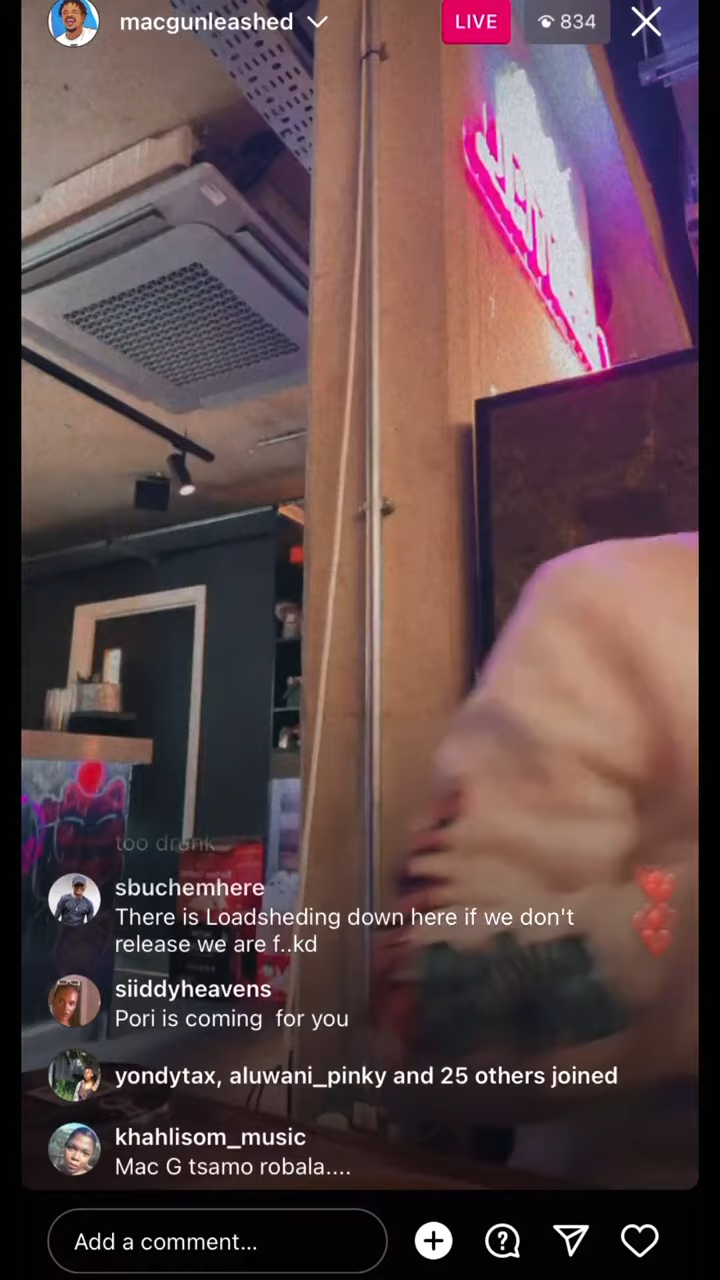 macgunleashed
LIVE
834
too drunk
sbuchemhere
There is Loadsheding down here if we don't
release we are f..kd
siiddyheavens
Pori is coming for you
yondytax, aluwani_pinky and 25 others joined
khahlisom_music
Mac G tsamo robala....
Add a comment...